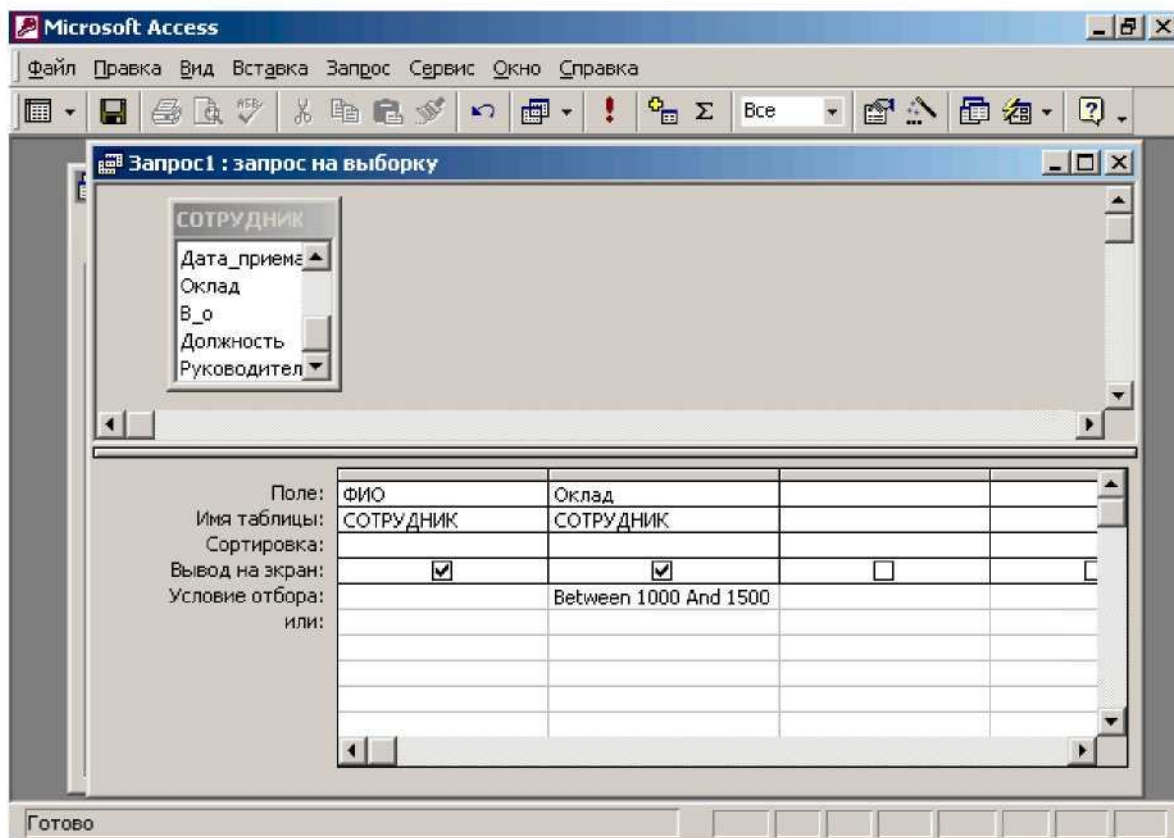 Microsoft Access
Файл Правка Вид Вставка Запрос Сервис Окно Справка
Все
Запрос1 : запрос на выборку
СОТРУДНИК
Дата_приема
Оклад
В_о
Должность
Руководител
Поле: ФИО Оклад
Имя таблицы: СОТРУДНИК СОТРУДНИК
Сортировка:
Вывод на экран:
Условие отбора: Between 1000 And 1500
или:
Готово